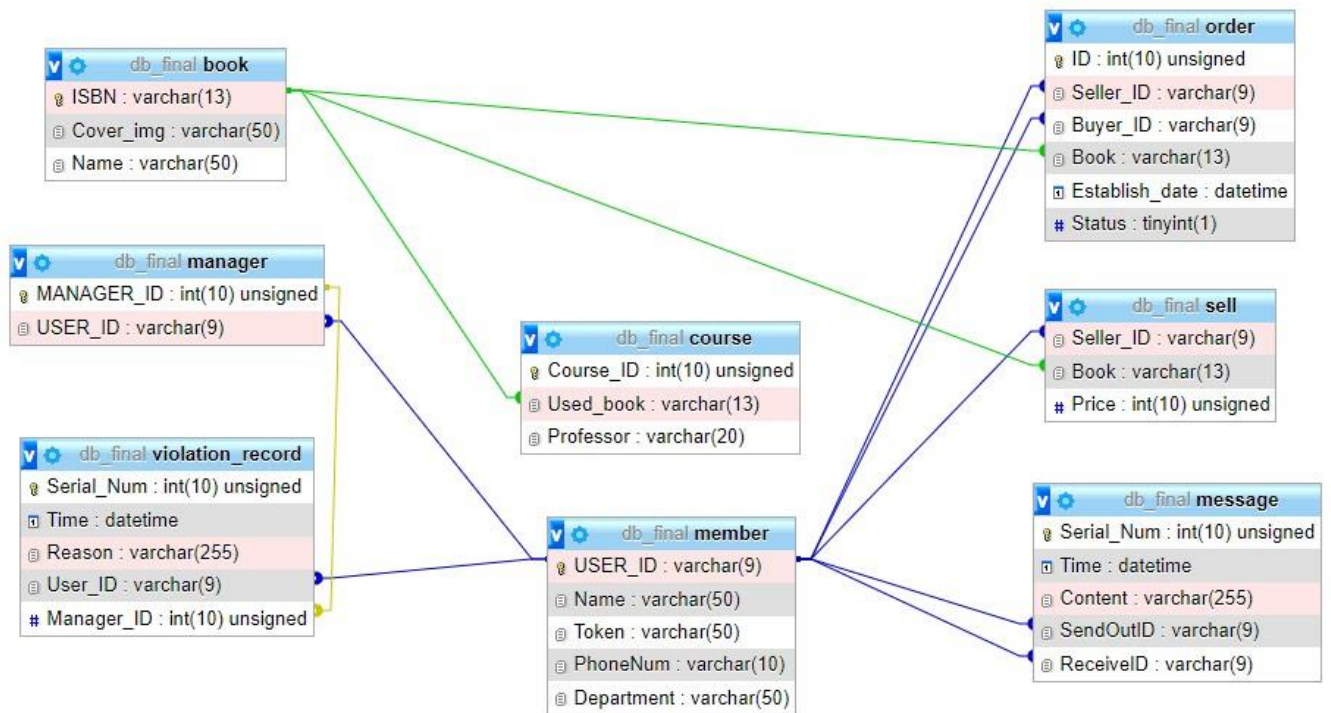 db_final book
ISBN : varchar(13)
Cover_img : varchar(50)
Name : varchar(50)
db_final manager
MANAGER_ID : int(10) unsigned
USER_ID : varchar(9)
db_final violation_record
Serial_Num : int(10) unsigned
Time : datetime
Reason : varchar(255)
User_ID : varchar(9)
# Manager_ID : int(10) unsigned
db_final course
Course_ID : int(10) unsigned
Used_book : varchar(13)
Professor : varchar(20)
db_final member
USER_ID : varchar(9)
Name : varchar(50)
Token : varchar(50)
PhoneNum : varchar(10)
Department : varchar(50)
db_final order
ID : int(10) unsigned
Seller_ID : varchar(9)
Buyer_ID : varchar(9)
Book : varchar(13)
Establish_date : datetime
# Status : tinyint(1)
db_final sell
Seller_ID : varchar(9)
Book : varchar(13)
# Price : int(10) unsigned
db_final message
Serial_Num : int(10) unsigned
Time : datetime
Content : varchar(255)
SendOutID : varchar(9)
ReceiveID : varchar(9)